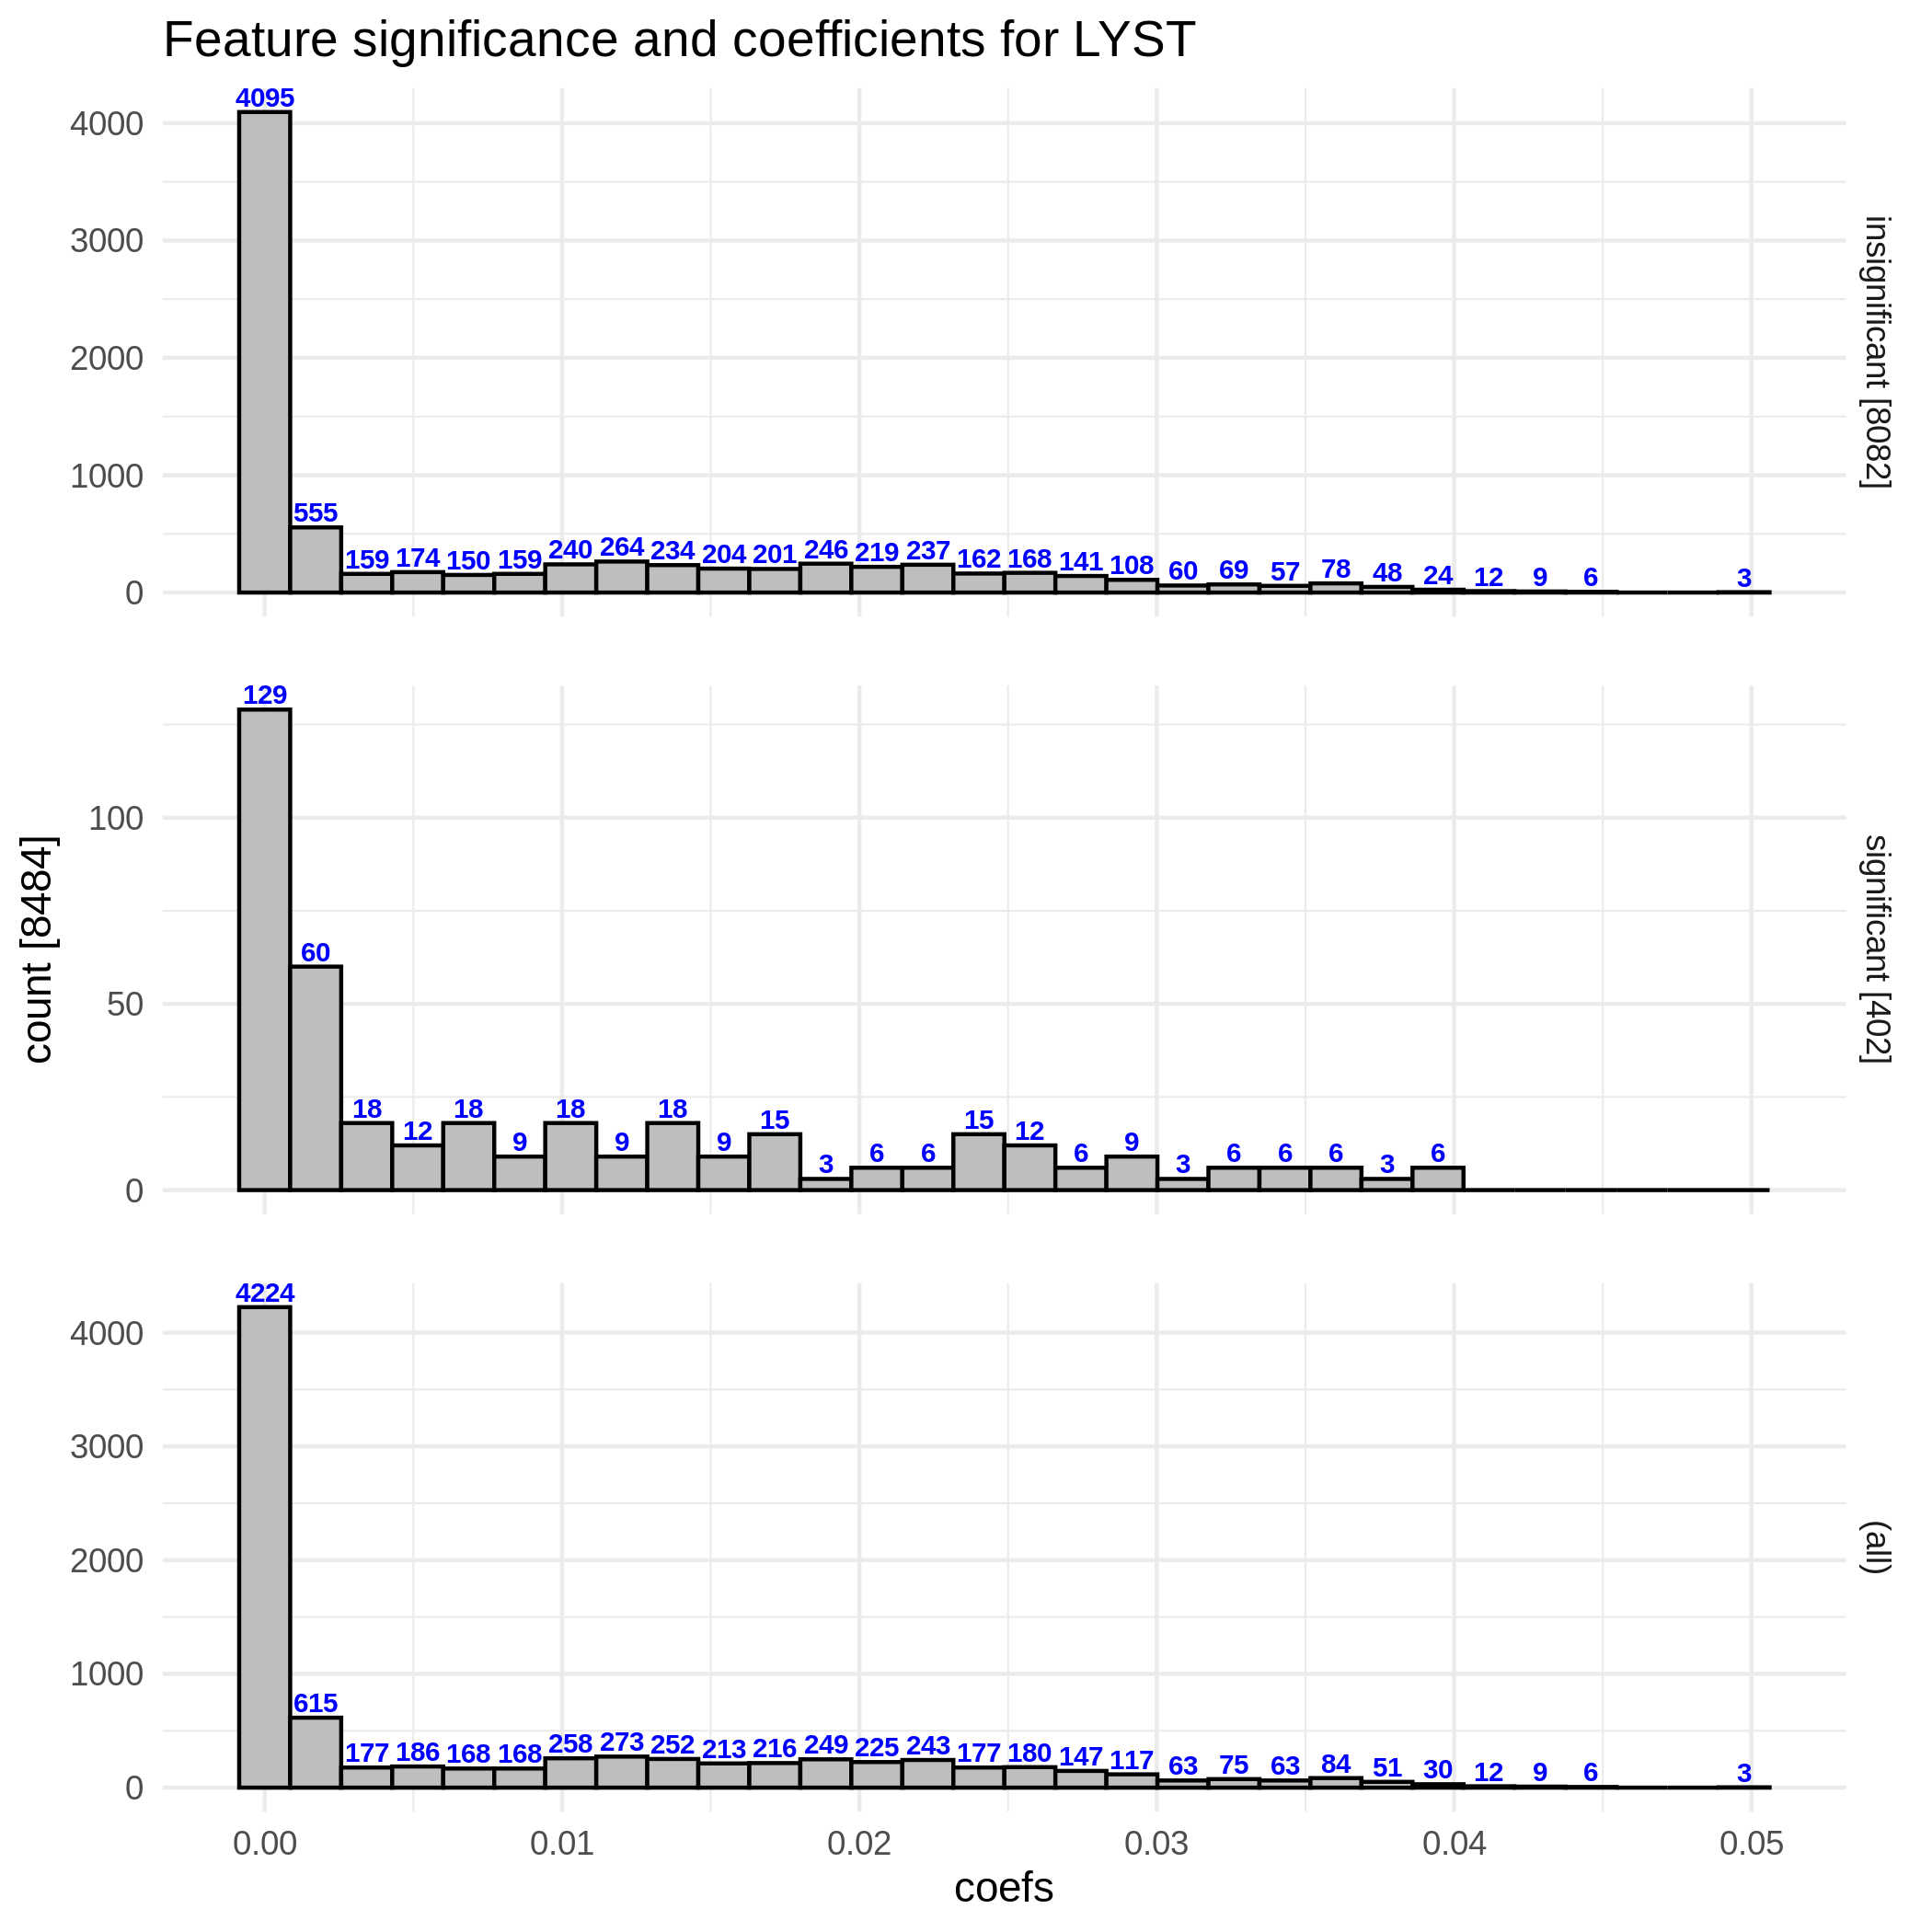 Feature significance and coefficients for LYST
4095
4000
3000
2000
1000
0
555 159 174 150 159 240 264 234 204 201 246 219 237 162 168 141 108 60 69 57 78 48 24 12 9 6 3
insignificant [8082]
129
100
50
0
60 18 12 18 9 18 9 18 9 15 3 6 6 15 12 6 9 3 6 6 6 3 6
significant [402]
count [8484]
4224
4000
3000
2000
1000
0
615 177 186 168 168 258 273 252 213 216 249 225 243 177 180 147 117 63 75 63 84 51 30 12 9 6 3
(all)
0.00 0.01 0.02 0.03 0.04 0.05
coefs